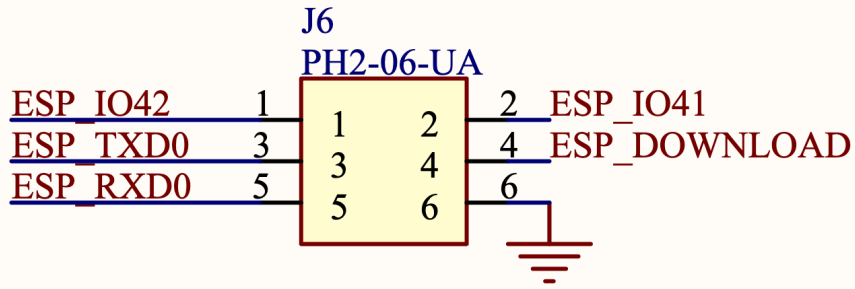 J6
PH2-06-UA
ESP_IO42 1 1 2 2 ESP_IO41
ESP_TXD0 3 3 4 4 ESP_DOWNLOAD
ESP_RXD0 5 5 6 6